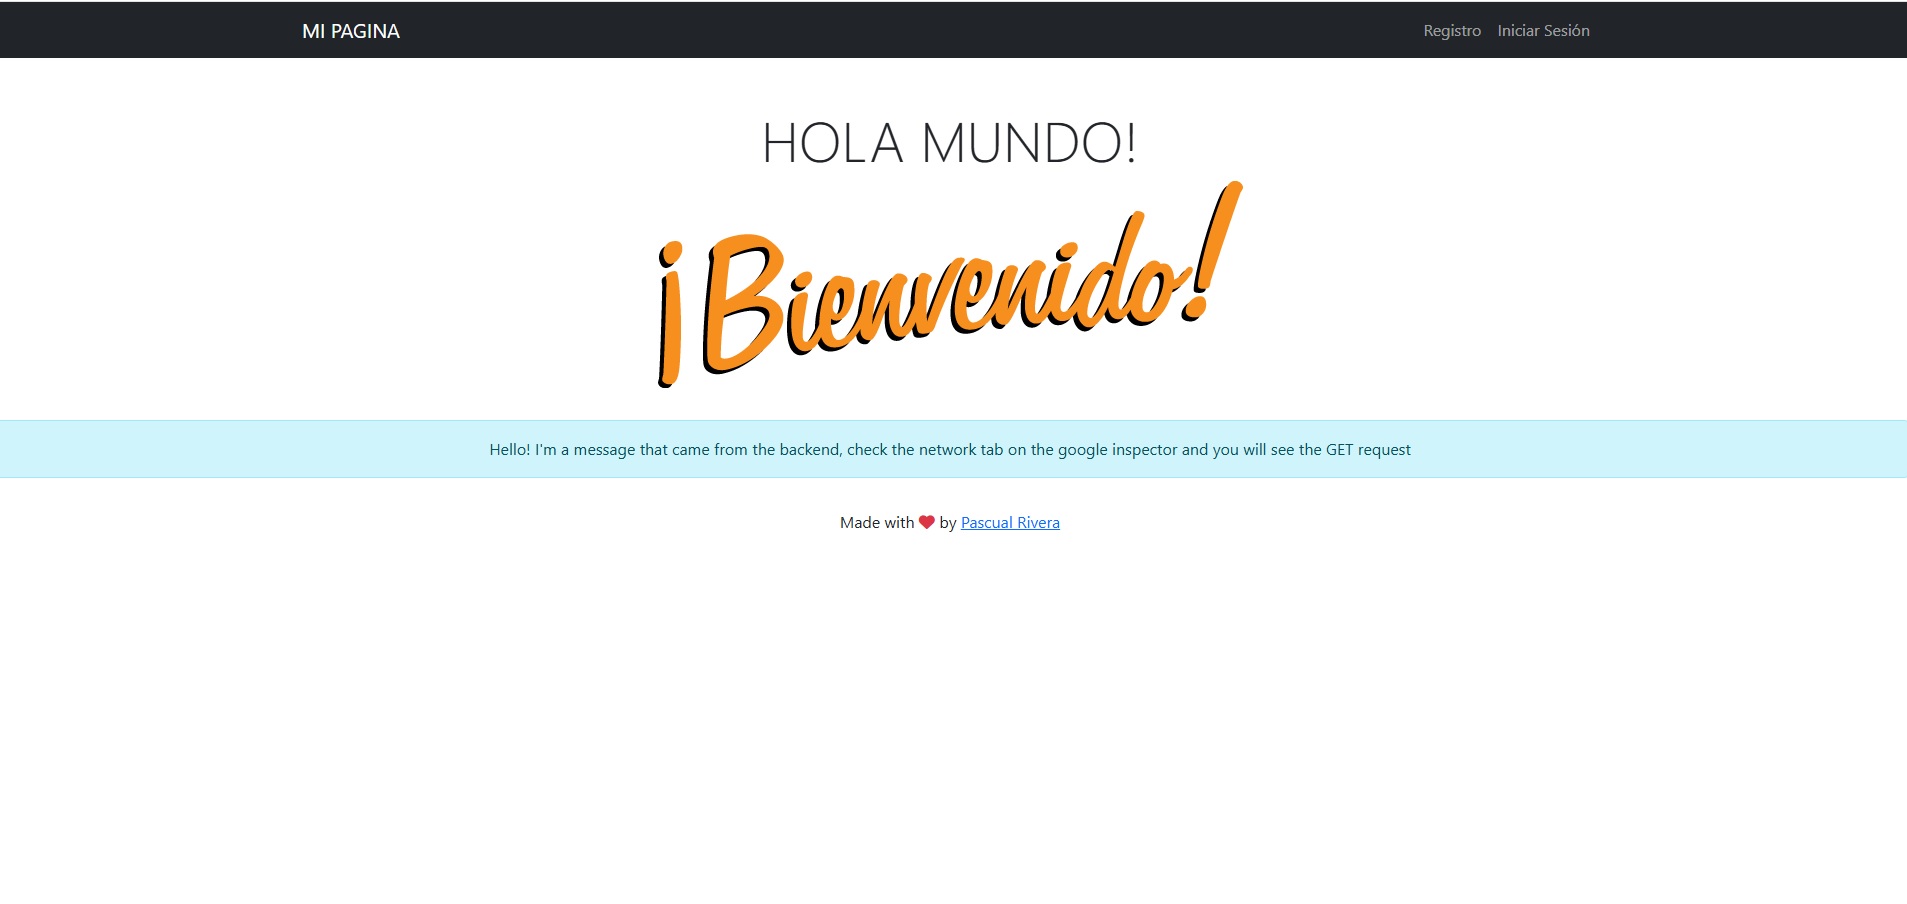 MI PAGINA
Registro Iniciar Sesión
HOLA MUNDO!
¡Bienvenido!
Hello! I'm a message that came from the backend, check the network tab on the google inspector and you will see the GET request
Made with ❤ by Pascual Rivera